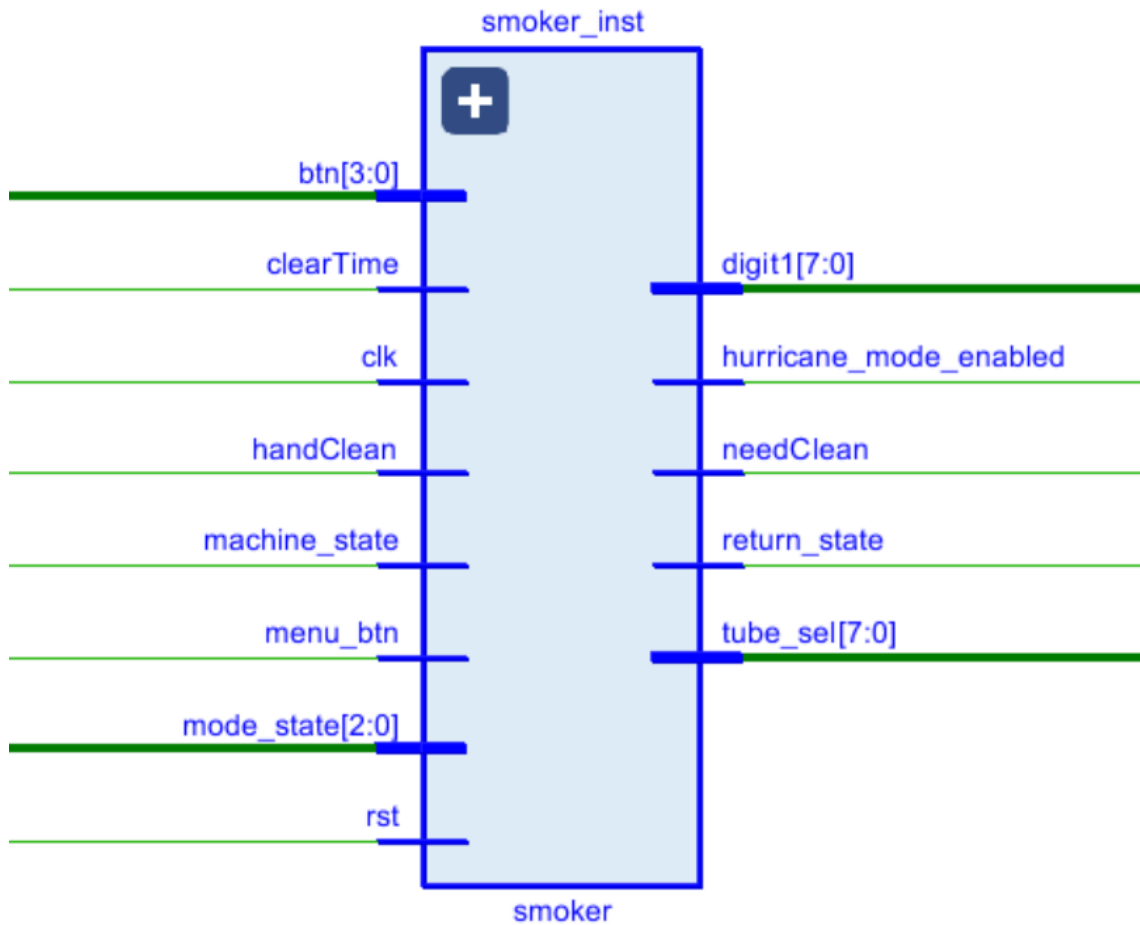 smoker_inst
+
btn[3:0]
clearTime
clk
handClean
machine_state
menu_btn
mode_state[2:0]
rst
digit1[7:0]
hurricane_mode_enabled
needClean
return_state
tube_sel[7:0]
smoker